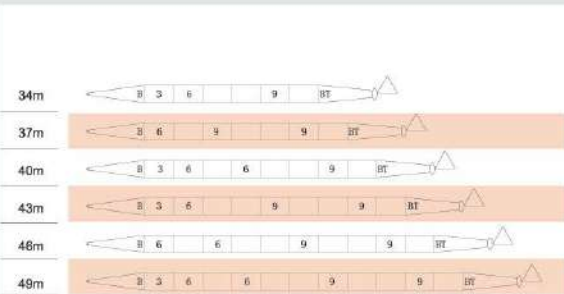 34m B 3 6 9 BT
37m B 6 9 9 BT
40m B 3 6 6 9 BT
43m B 3 6 9 9 BT
46m B 6 6 9 9 BT
49m B 3 6 6 9 9 BT